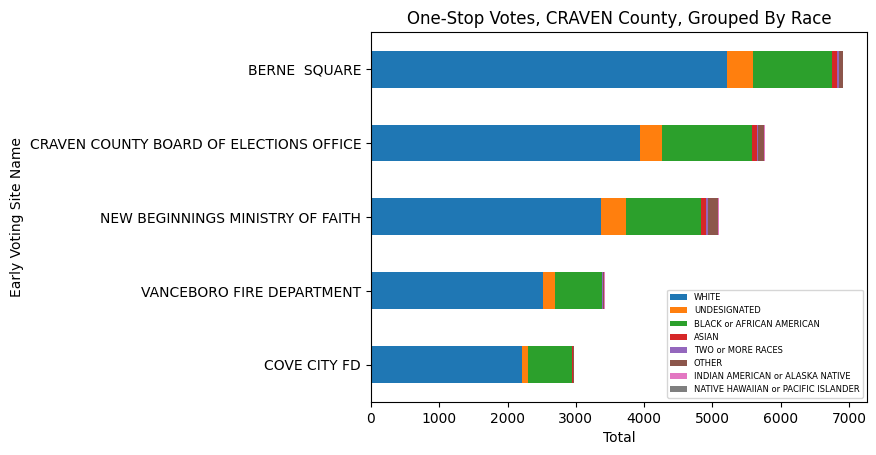 One-Stop Votes, CRAVEN County, Grouped By Race
Early Voting Site Name
BERNE  SQUARE
CRAVEN COUNTY BOARD OF ELECTIONS OFFICE
NEW BEGINNINGS MINISTRY OF FAITH
VANCEBORO FIRE DEPARTMENT
COVE CITY FD
WHITE
UNDESIGNATED
BLACK or AFRICAN AMERICAN
ASIAN
TWO or MORE RACES
OTHER
INDIAN AMERICAN or ALASKA NATIVE
NATIVE HAWAIIAN or PACIFIC ISLANDER
0 1000 2000 3000 4000 5000 6000 7000
Total